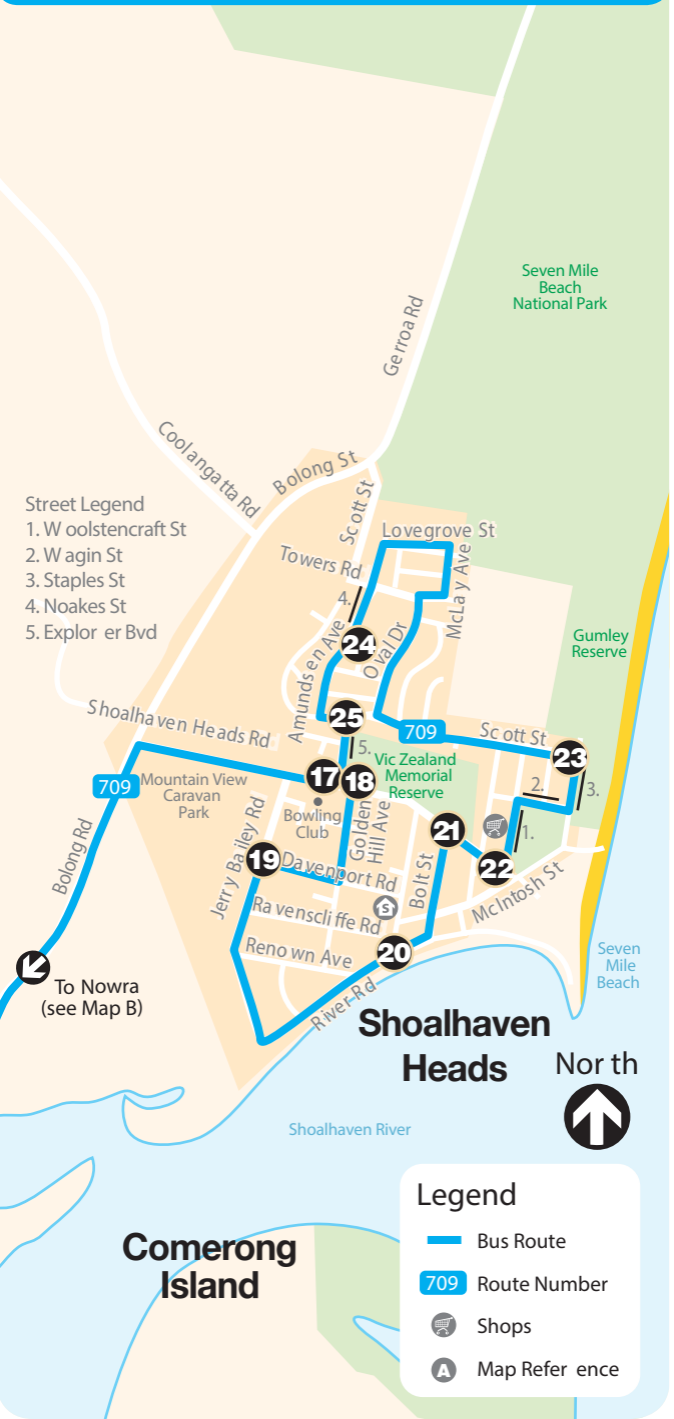 Seven Mile
Beach
National Park
Gerroa Rd
Coolangatta Rd
Bolong St
Scott St
Street Legend
1. W oolstencraft St
2. W agin St
3. Staples St
4. Noakes St
5. Explor er Bvd
Lovegrove St
Towers Rd
McLay Ave
4.
Amundsen Ave
24
Oval Dr
Gumley
Reserve
Shoalhaven Heads Rd
25
709
Scott St
5.
23
Vic Zealand
Memorial
Reserve
17
18
709
Mountain View
Caravan
Park
2.
3.
Bowling
Club
Golden
Hill Ave
1.
21
Bolong Rd
Jerry Bailey Rd
19
Davenport Rd
22
Bolt St
McIntosh St
S
Ravenscliffe Rd
Renown Ave
20
River Rd
To Nowra
(see Map B)
Seven
Mile
Beach
Shoalhaven
Heads
Nor th
Shoalhaven River
Comerong
Island
Legend
Bus Route
709 Route Number
Shops
A Map Refer ence